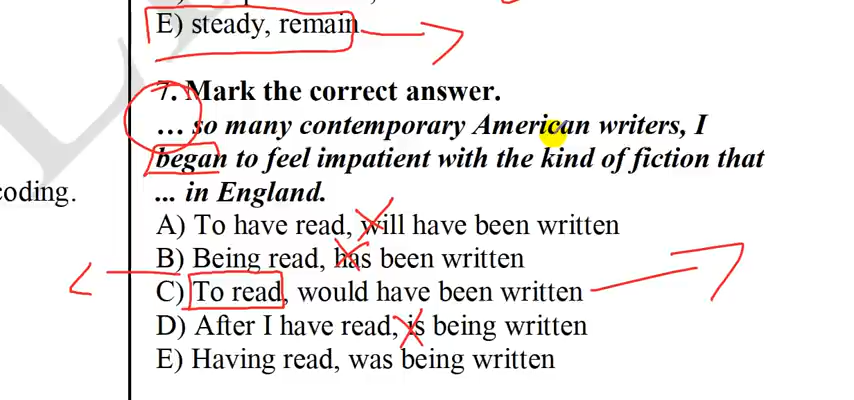 E) steady, remain
7. Mark the correct answer.
... so many contemporary American writers, I
began to feel impatient with the kind of fiction that
coding.
... in England.
A) To have read, will have been written
B) Being read, has been written
C) To read, would have been written
D) After I have read, is being written
E) Having read, was being written